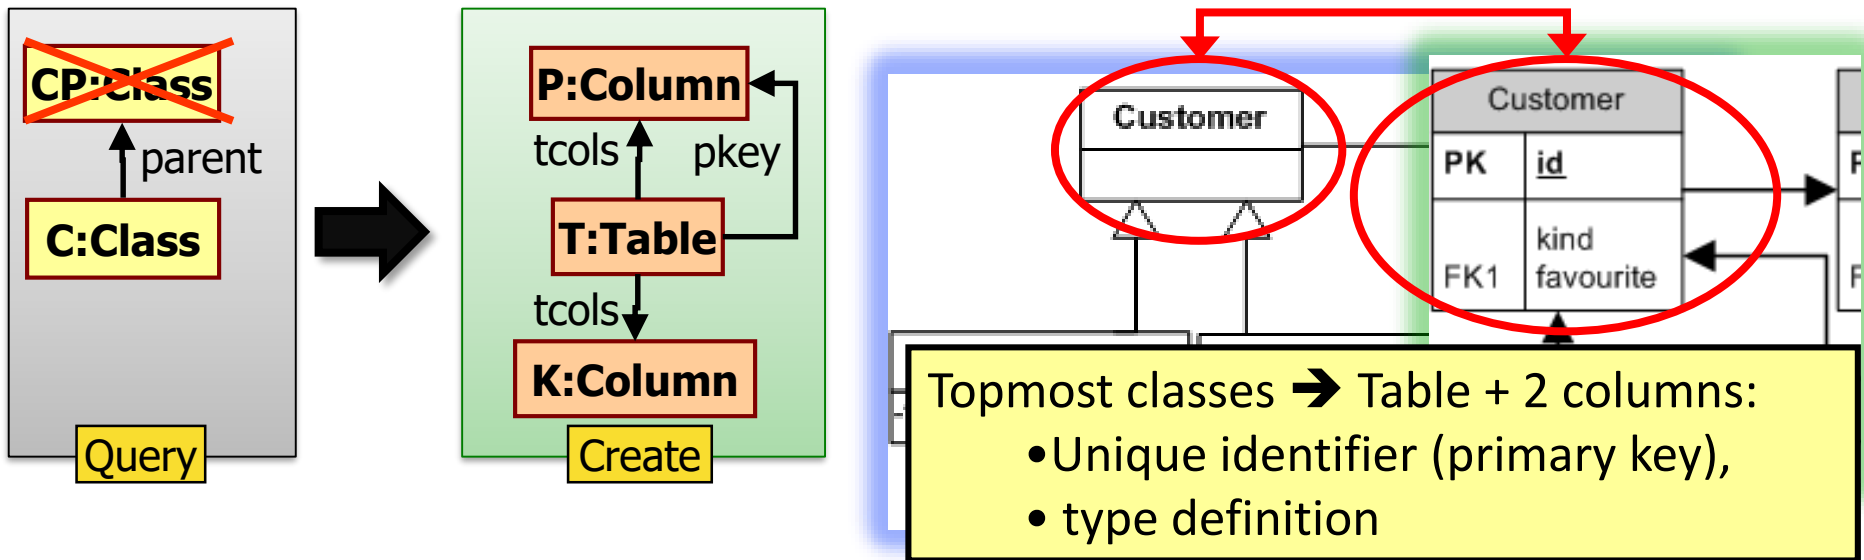 CP:Class
parent
C:Class
Query
P:Column
tcols
pkey
T:Table
tcols
K:Column
Create
Customer
Customer
PK id
kind
FK1 favourite
Topmost classes ➔ Table + 2 columns:
•Unique identifier (primary key),
• type definition